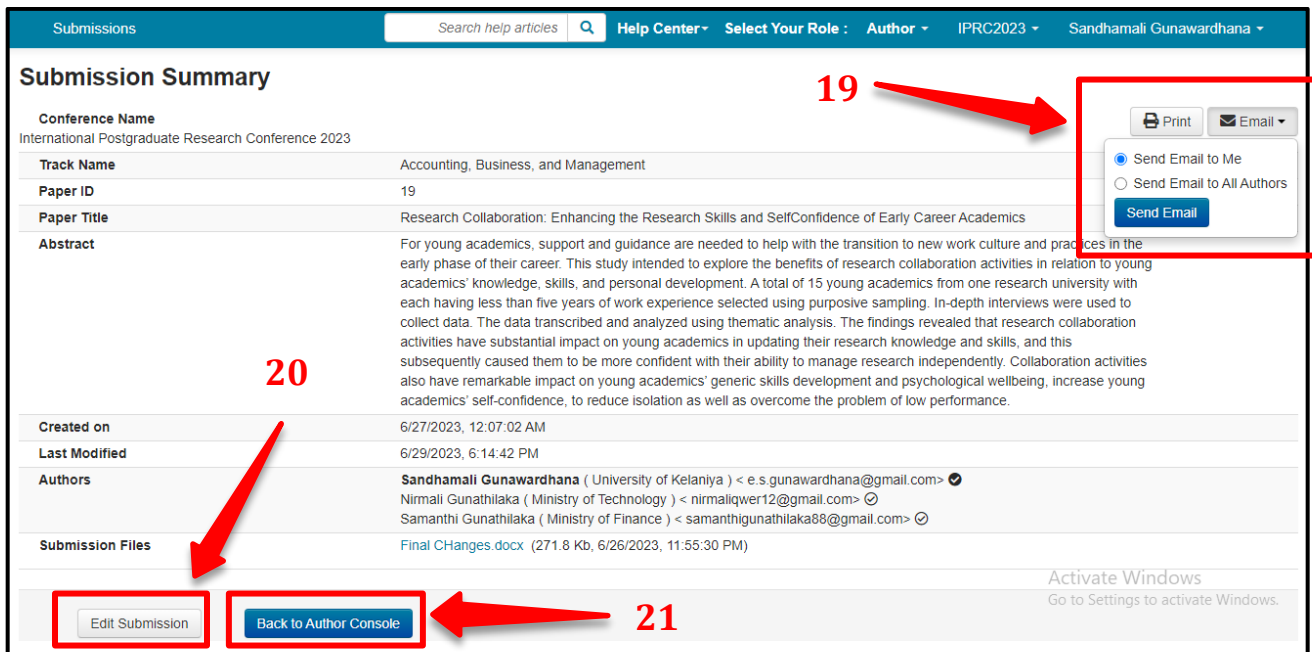 Submissions Search help articles Help Center Select Your Role : Author IPRC2023 Sandhamali Gunawardhana
Submission Summary
19
Conference Name
International Postgraduate Research Conference 2023
Print Email
Send Email to Me
Send Email to All Authors
Send Email
Track Name Accounting, Business, and Management
Paper ID 19
Paper Title Research Collaboration: Enhancing the Research Skills and SelfConfidence of Early Career Academics
Abstract For young academics, support and guidance are needed to help with the transition to new work culture and practices in the
early phase of their career. This study intended to explore the benefits of research collaboration activities in relation to young
academics' knowledge, skills, and personal development. A total of 15 young academics from one research university with
each having less than five years of work experience selected using purposive sampling. In-depth interviews were used to
collect data. The data transcribed and analyzed using thematic analysis. The findings revealed that research collaboration
activities have substantial impact on young academics in updating their research knowledge and skills, and this
subsequently caused them to be more confident with their ability to manage research independently. Collaboration activities
also have remarkable impact on young academics' generic skills development and psychological wellbeing, increase young
academics' self-confidence, to reduce isolation as well as overcome the problem of low performance.
20
Created on 6/27/2023, 12:07:02 AM
Last Modified 6/29/2023, 6:14:42 PM
Authors Sandhamali Gunawardhana ( University of Kelaniya ) < e.s.gunawardhana@gmail.com>
Nirmali Gunathilaka ( Ministry of Technology ) < nirmaliqwer12@gmail.com>
Samanthi Gunathilaka ( Ministry of Finance ) < samanthigunathilaka88@gmail.com>
Submission Files Final CHanges.docx (271.8 Kb, 6/26/2023, 11:55:30 PM)
Activate Windows
Go to Settings to activate Windows.
Edit Submission Back to Author Console 21